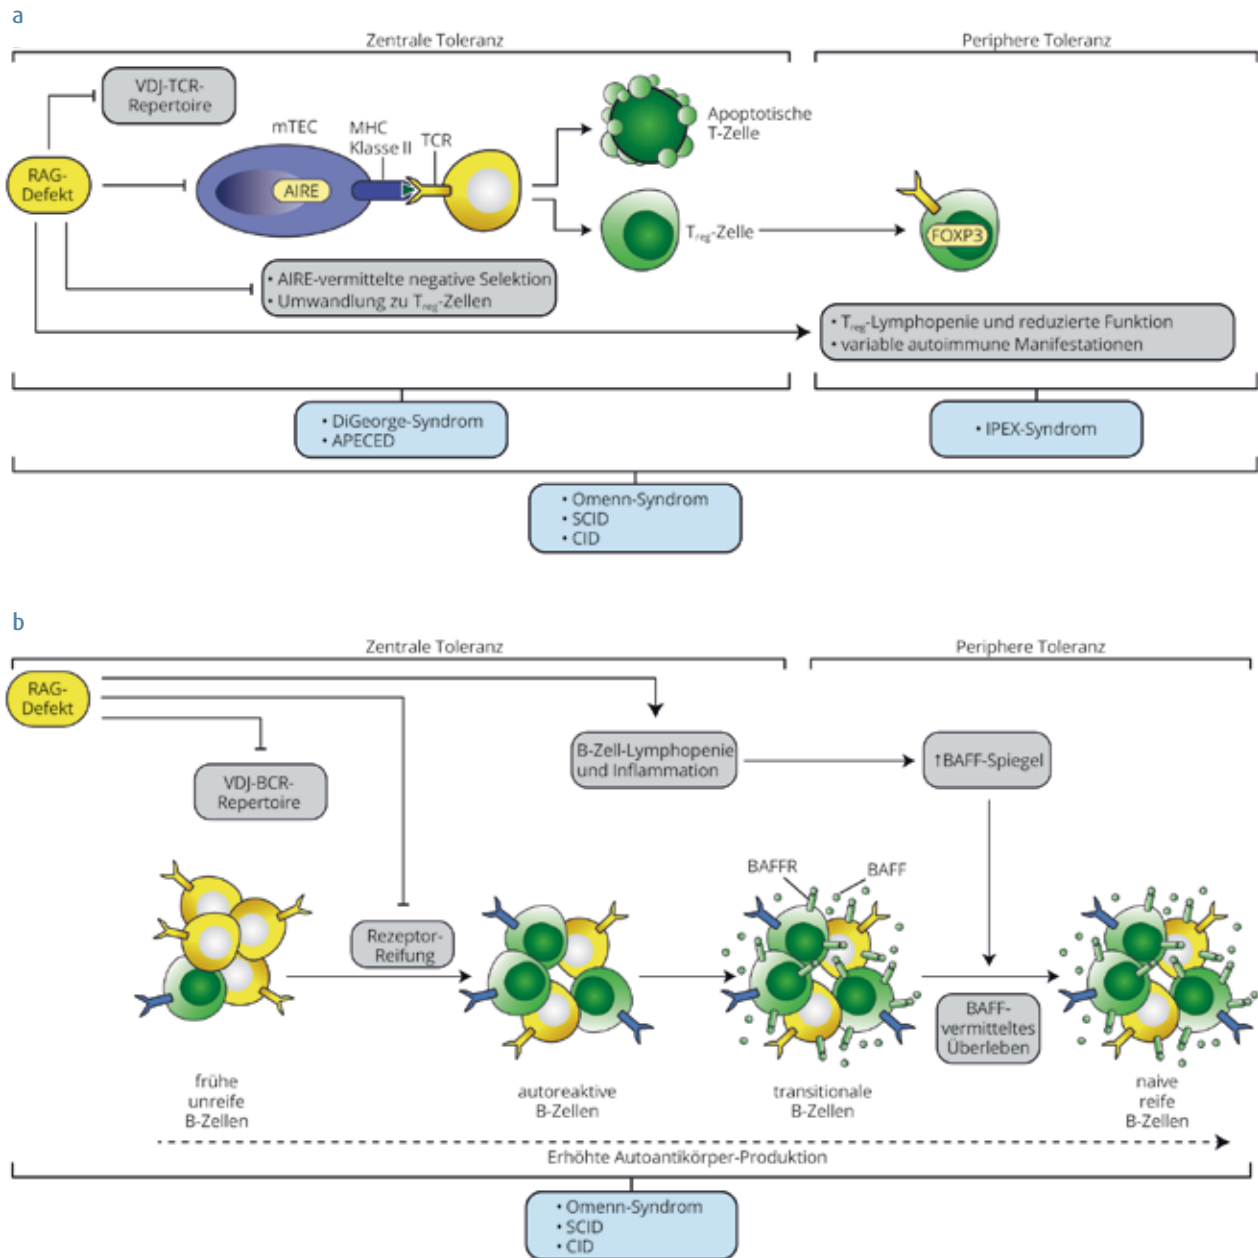 a
Zentrale Toleranz
Periphere Toleranz
VDJ-TCR-
Repertoire
mTEC
MHC
Klasse II
TCR
Apoptotische
T-Zelle
RAG-
Defekt
AIRE
Treg-Zelle
FOXP3
• AIRE-vermittelte negative Selektion
• Umwandlung zu Treg-Zellen
• Treg-Lymphopenie und reduzierte Funktion
• variable autoimmune Manifestationen
• DiGeorge-Syndrom
• APECED
• IPEX-Syndrom
• Omenn-Syndrom
• SCID
• CID
b
Zentrale Toleranz
Periphere Toleranz
RAG-
Defekt
B-Zell-Lymphopenie
und Inflammation
↑BAFF-Spiegel
VDJ-BCR-
Repertoire
BAFFR
BAFF
Rezeptor-
Reifung
BAFF-
vermitteltes
Überleben
frühe
unreife
B-Zellen
autoreaktive
B-Zellen
transitionale
B-Zellen
naive
reife
B-Zellen
Erhöhte Autoantikörper-Produktion
• Omenn-Syndrom
• SCID
• CID